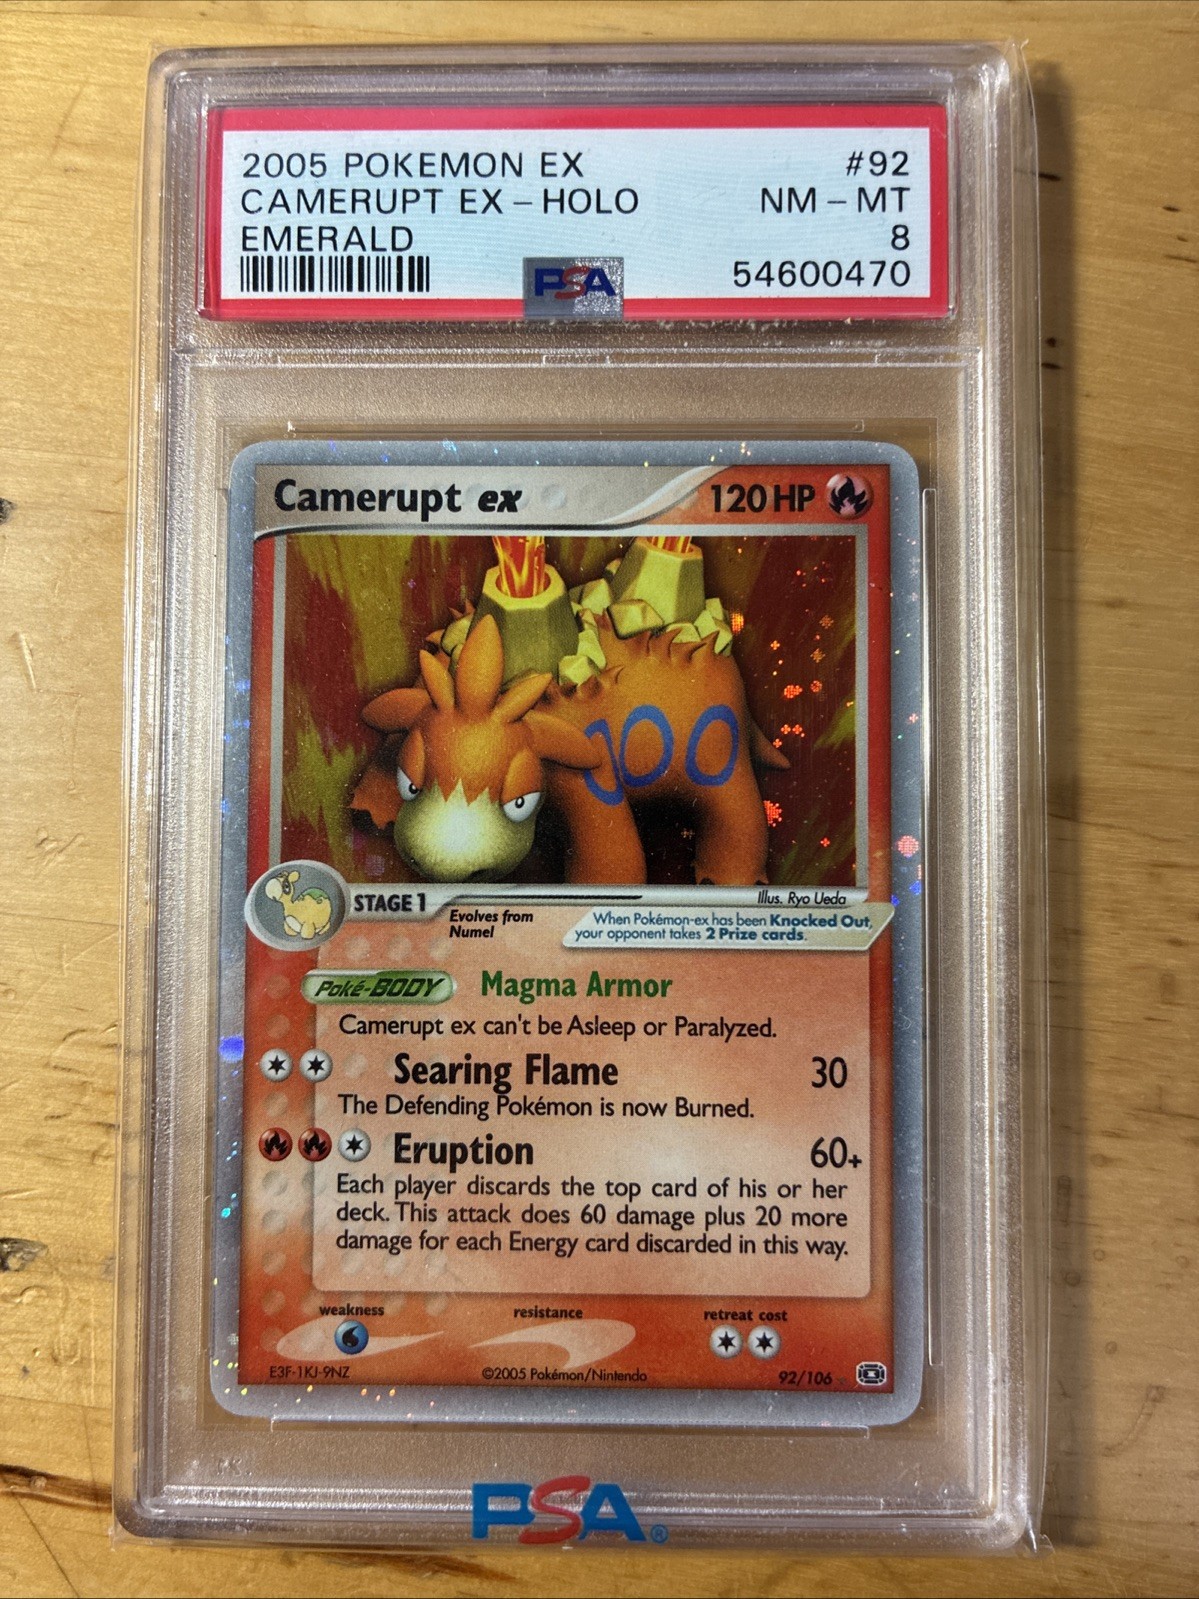 2005 POKEMON EX #92
CAMERUPT EX - HOLO NM - MT
EMERALD 8
PSA 54600470
Camerupt ex 120 HP
Illus. Ryo Ueda
STAGE 1
Evolves from
Numel
When Pokémon-ex has been Knocked Out,
your opponent takes 2 Prize cards.
Poké-BODY Magma Armor
Camerupt ex can't be Asleep or Paralyzed.
Searing Flame 30
The Defending Pokémon is now Burned.
Eruption 60+
Each player discards the top card of his or her
deck. This attack does 60 damage plus 20 more
damage for each Energy card discarded in this way.
weakness resistance retreat cost
E3F-1KJ-9NZ ©2005 Pokémon/Nintendo 92/106
PSA®